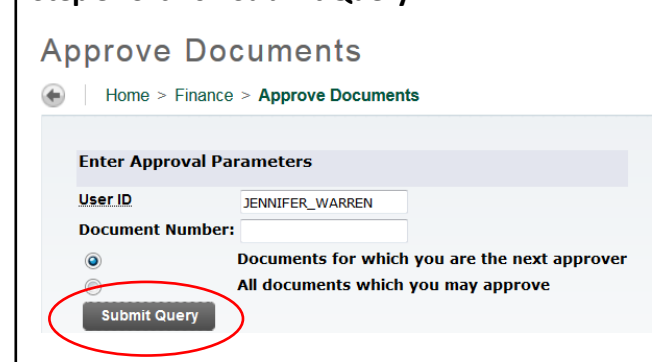 Approve Documents
Home > Finance > Approve Documents
Enter Approval Parameters
User ID JENNIFER_WARREN
Document Number:
Documents for which you are the next approver
All documents which you may approve
Submit Query